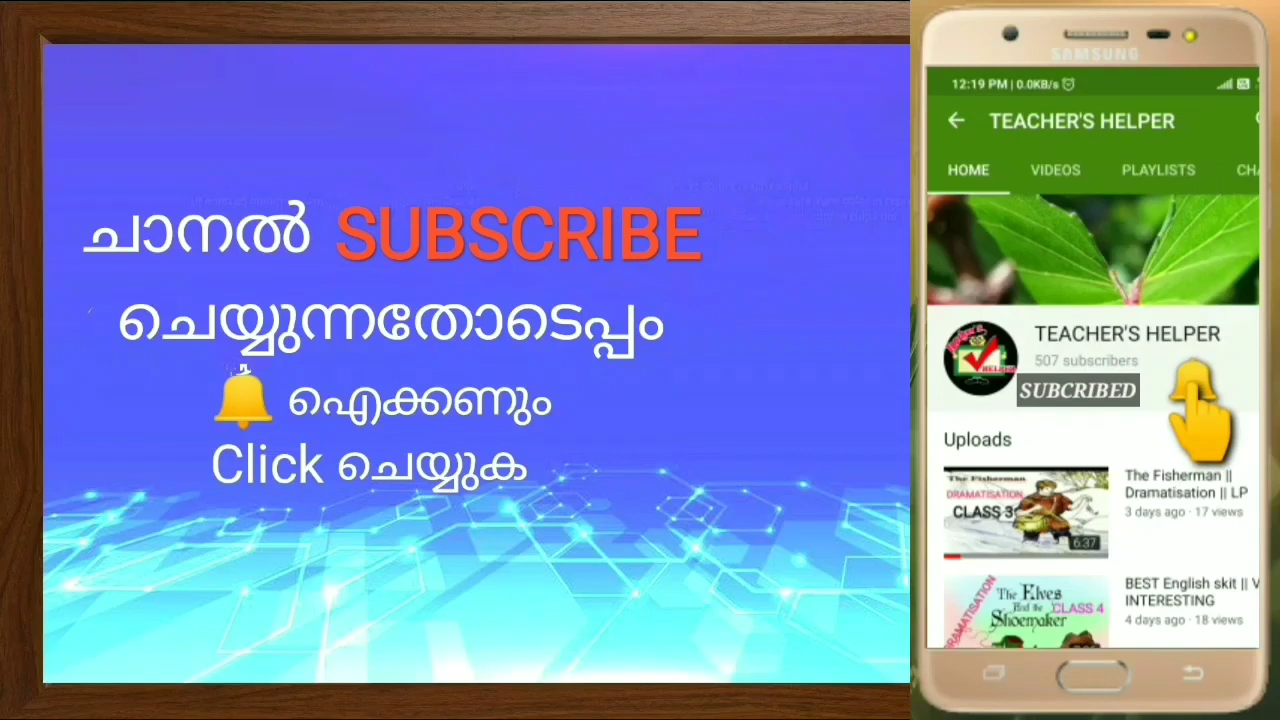 ചാനൽ SUBSCRIBE
ചെയ്യുന്നതോടെപ്പം
🔔 ഐക്കണും
Click ചെയ്യുക
SAMSUNG
12:19 PM | 0.0KB/s
TEACHER'S HELPER
HOME VIDEOS PLAYLISTS CHA
TEACHER'S HELPER
507 subscribers
SUBCRIBED
Uploads
The Fisherman
DRAMATISATION
CLASS 3
6:37
The Fisherman ||
Dramatisation || LP
3 days ago · 17 views
DRAMATISATION
The Elves
And the
Shoemaker
CLASS 4
BEST English skit || V
INTERESTING
4 days ago · 18 views